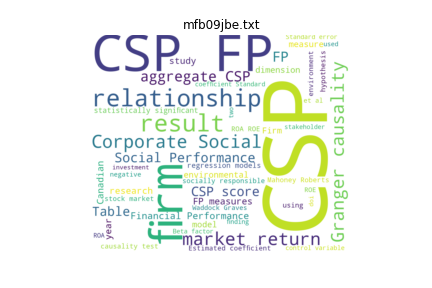 mfb09jbe.txt
CSP FP
Standard error
measure used
study
FP
aggregate CSP
dimension
coefficient Standard
environment
hypothesis
relationship
et al
statistically significant
two
result
ROA ROE
Firm
stakeholder
Corporate Social
CSP
Granger causality
Social Performance
regression models
Canadian
investment
negative
firm
environmental
socially responsible
Mahoney Roberts
research
CSP score
ROE
stock market
FP measures
one
Table
Waddock Graves
using
year
Financial Performance
finding
model
ROA
Beta factor
market return
causality test
Estimated coefficient
control variable